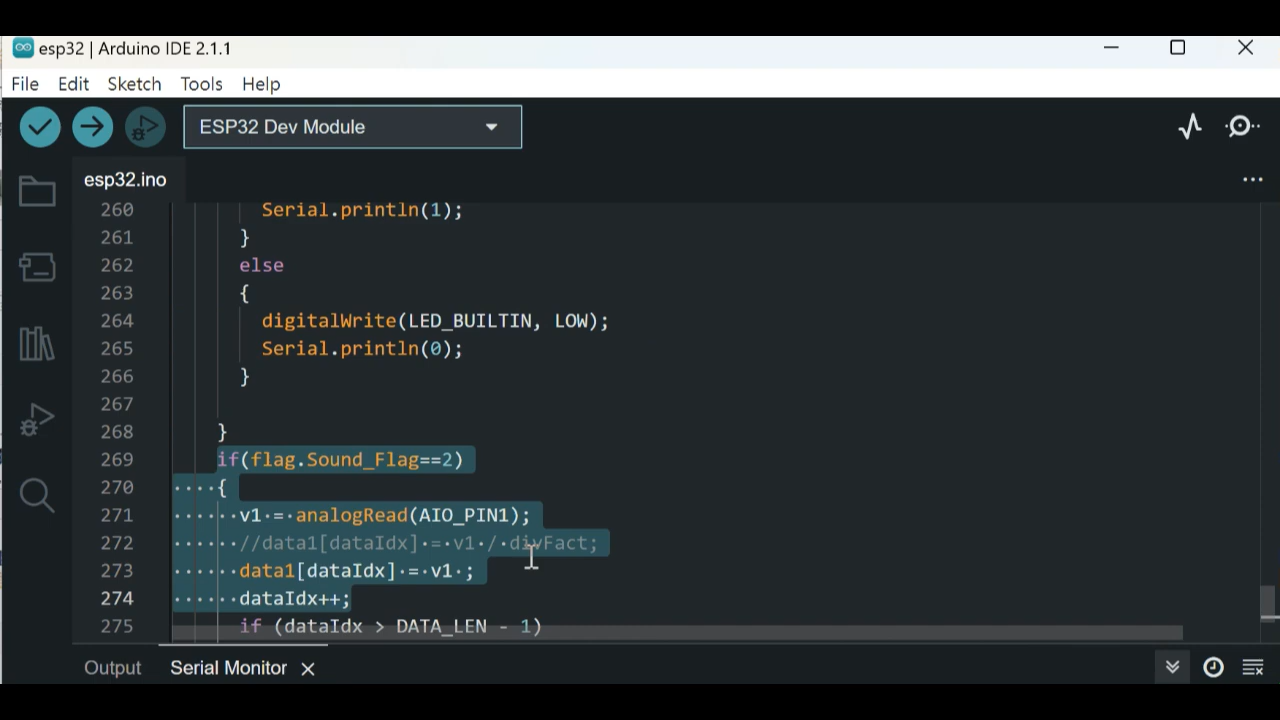 esp32 | Arduino IDE 2.1.1
File Edit Sketch Tools Help
ESP32 Dev Module
esp32.ino
260 Serial.println(1);
261 }
262 else
263 {
264 digitalWrite(LED_BUILTIN, LOW);
265 Serial.println(0);
266 }
267
268 }
269 if(flag.Sound_Flag==2)
270 ····{
271 ······v1·=·analogRead(AIO_PIN1);
272 ······//data1[dataIdx]·=·v1·/·divFact;
273 ······data1[dataIdx]·=·v1·;
274 ······dataIdx++;
275 if (dataIdx > DATA_LEN - 1)
Output Serial Monitor